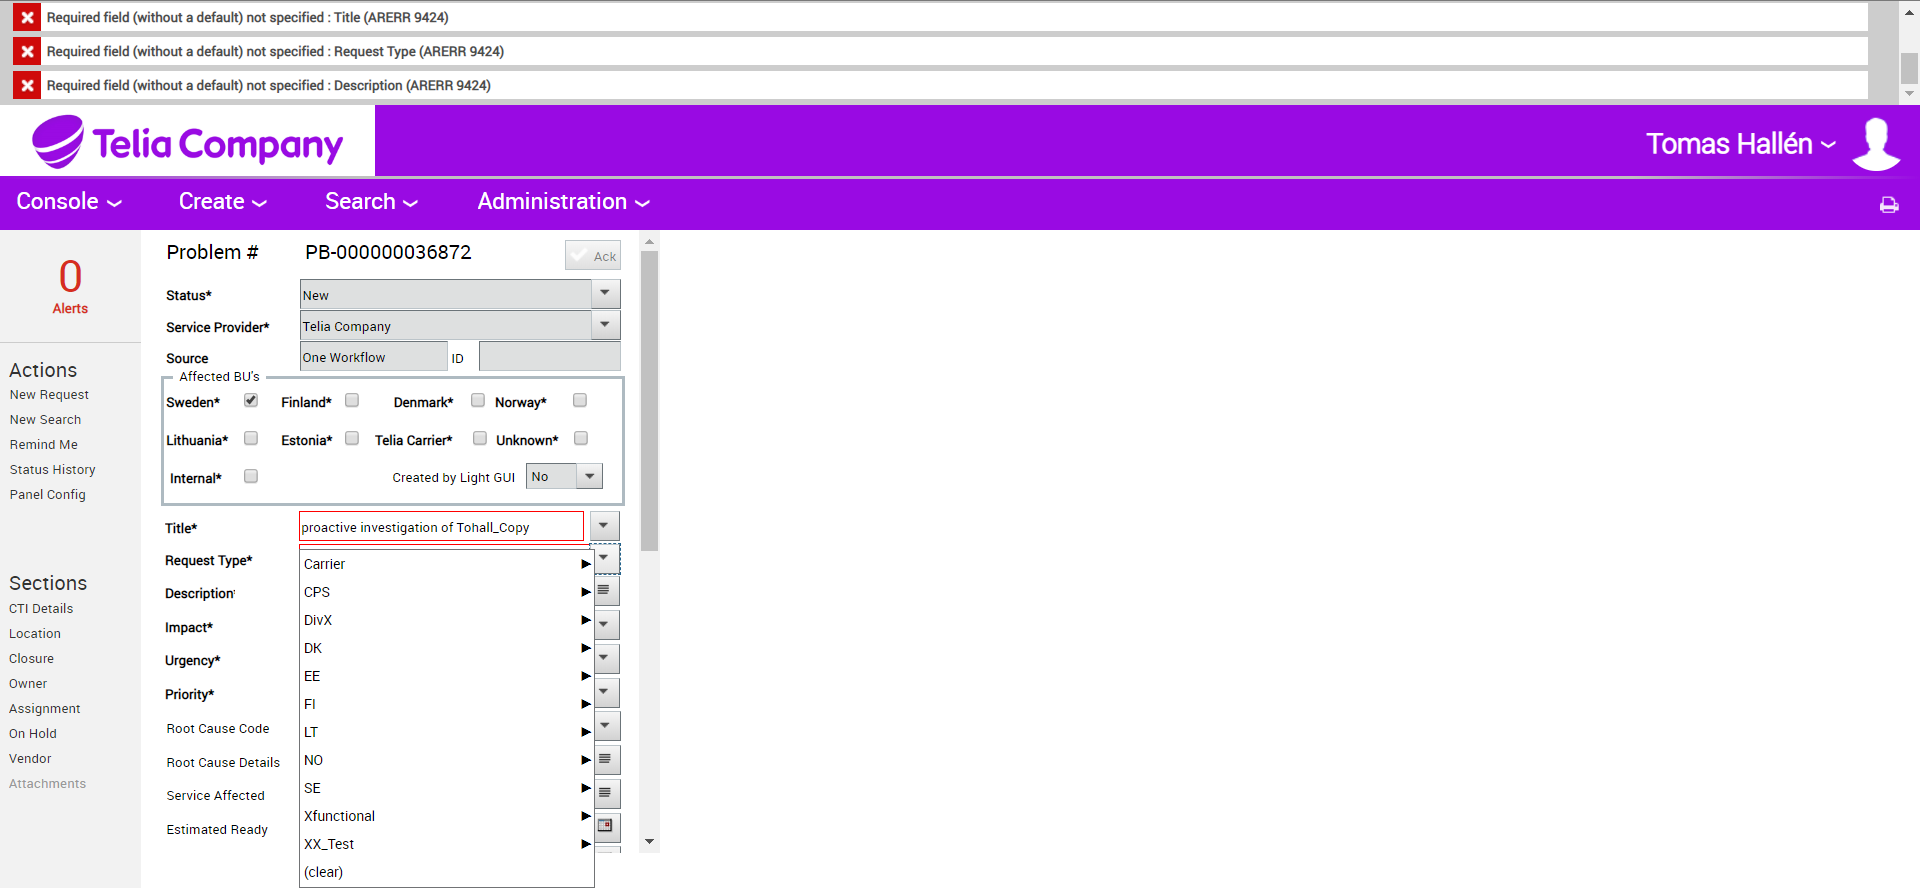 Required field (without a default) not specified : Title (ARERR 9424)
Required field (without a default) not specified : Request Type (ARERR 9424)
Required field (without a default) not specified : Description (ARERR 9424)
Telia Company
Tomas Hallén
Console Create Search Administration
0
Alerts
Actions
New Request
New Search
Remind Me
Status History
Panel Config
Sections
CTI Details
Location
Closure
Owner
Assignment
On Hold
Vendor
Attachments
Problem # PB-000000036872 Ack
Status* New
Service Provider* Telia Company
Source One Workflow ID
Affected BU's
Sweden* Finland* Denmark* Norway*
Lithuania* Estonia* Telia Carrier* Unknown*
Internal* Created by Light GUI No
Title* proactive investigation of Tohall_Copy
Request Type*
Description
Impact*
Urgency*
Priority*
Root Cause Code
Root Cause Details
Service Affected
Estimated Ready
Carrier
CPS
DivX
DK
EE
FI
LT
NO
SE
Xfunctional
XX_Test
(clear)